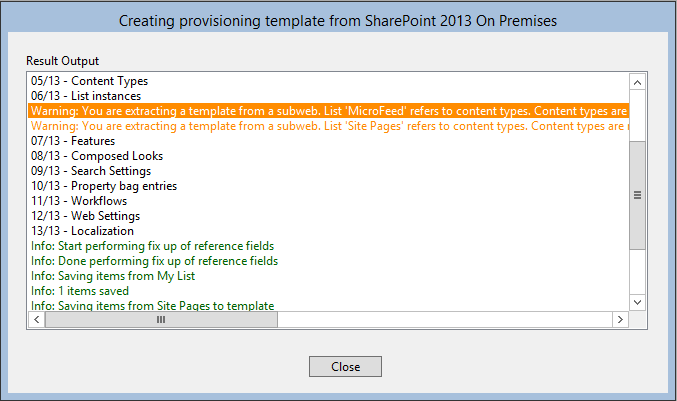 Creating provisioning template from SharePoint 2013 On Premises
Result Output
05/13 - Content Types
06/13 - List instances
Warning: You are extracting a template from a subweb. List 'MicroFeed' refers to content types. Content types are
Warning: You are extracting a template from a subweb. List 'Site Pages' refers to content types. Content types are
07/13 - Features
08/13 - Composed Looks
09/13 - Search Settings
10/13 - Property bag entries
11/13 - Workflows
12/13 - Web Settings
13/13 - Localization
Info: Start performing fix up of reference fields
Info: Done performing fix up of reference fields
Info: Saving items from My List
Info: 1 items saved
Info: Saving items from Site Pages to template
Close